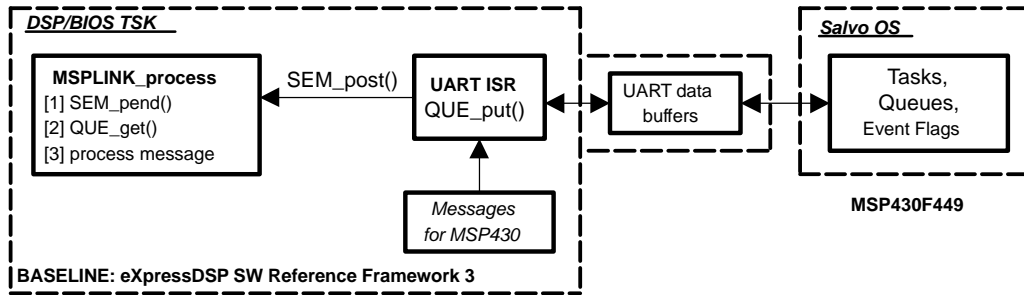 DSP/BIOS TSK
MSPLINK_process
[1] SEM_pend()
[2] QUE_get()
[3] process message
SEM_post()
UART ISR
QUE_put()
Messages
for MSP430
BASELINE: eXpressDSP SW Reference Framework 3
UART data
buffers
Salvo OS
Tasks,
Queues,
Event Flags
MSP430F449